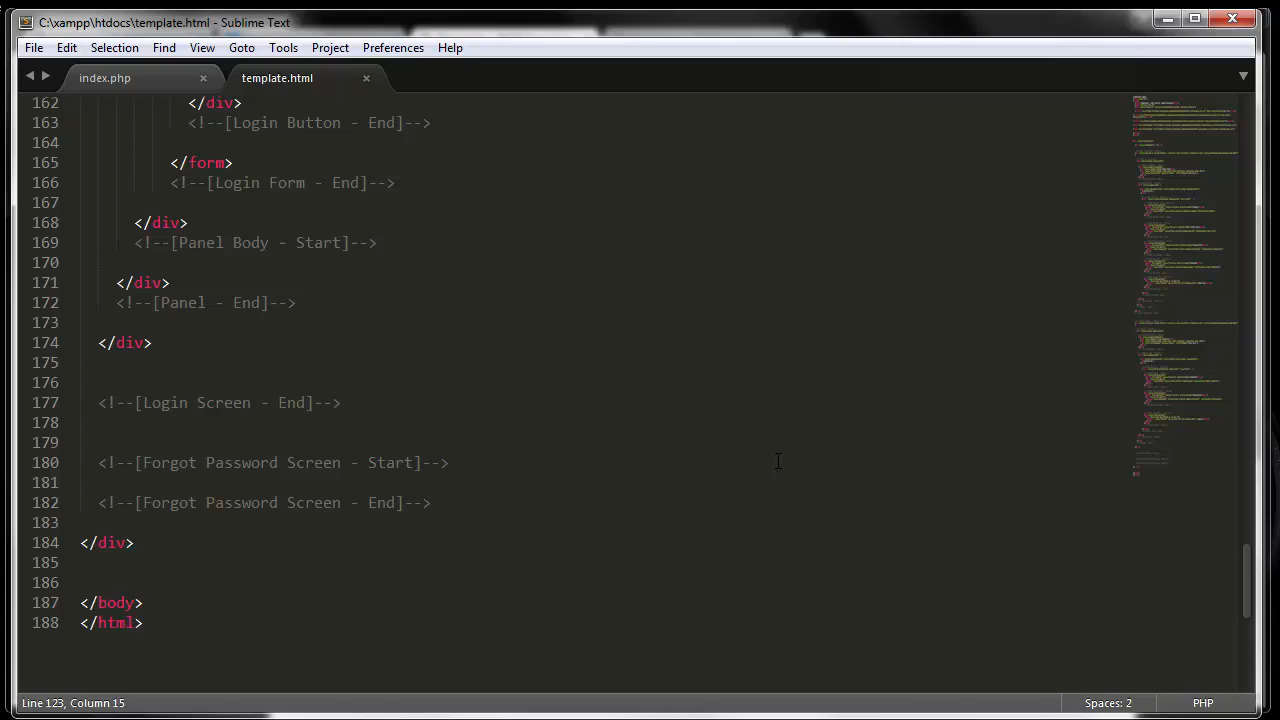 C:\xampp\htdocs\template.html - Sublime Text
File Edit Selection Find View Goto Tools Project Preferences Help
index.php template.html
162 </div>
163 <!--[Login Button - End]-->
164
165 </form>
166 <!--[Login Form - End]-->
167
168 </div>
169 <!--[Panel Body - Start]-->
170
171 </div>
172 <!--[Panel - End]-->
173
174 </div>
175
176
177 <!--[Login Screen - End]-->
178
179
180 <!--[Forgot Password Screen - Start]-->
181
182 <!--[Forgot Password Screen - End]-->
183
184 </div>
185
186
187 </body>
188 </html>
Line 123, Column 15 Spaces: 2 PHP